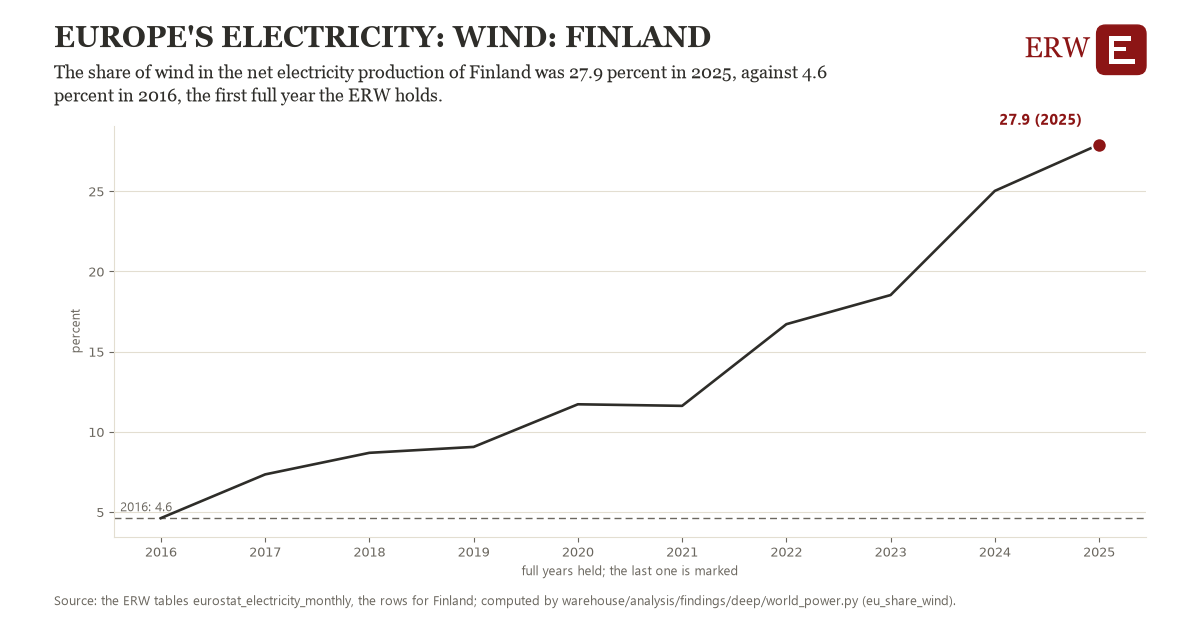 EUROPE'S ELECTRICITY: WIND: FINLAND
ERW E
The share of wind in the net electricity production of Finland was 27.9 percent in 2025, against 4.6
percent in 2016, the first full year the ERW holds.
27.9 (2025)
25
20
15
10
5
percent
2016: 4.6
2016 2017 2018 2019 2020 2021 2022 2023 2024 2025
full years held; the last one is marked
Source: the ERW tables eurostat_electricity_monthly, the rows for Finland; computed by warehouse/analysis/findings/deep/world_power.py (eu_share_wind).